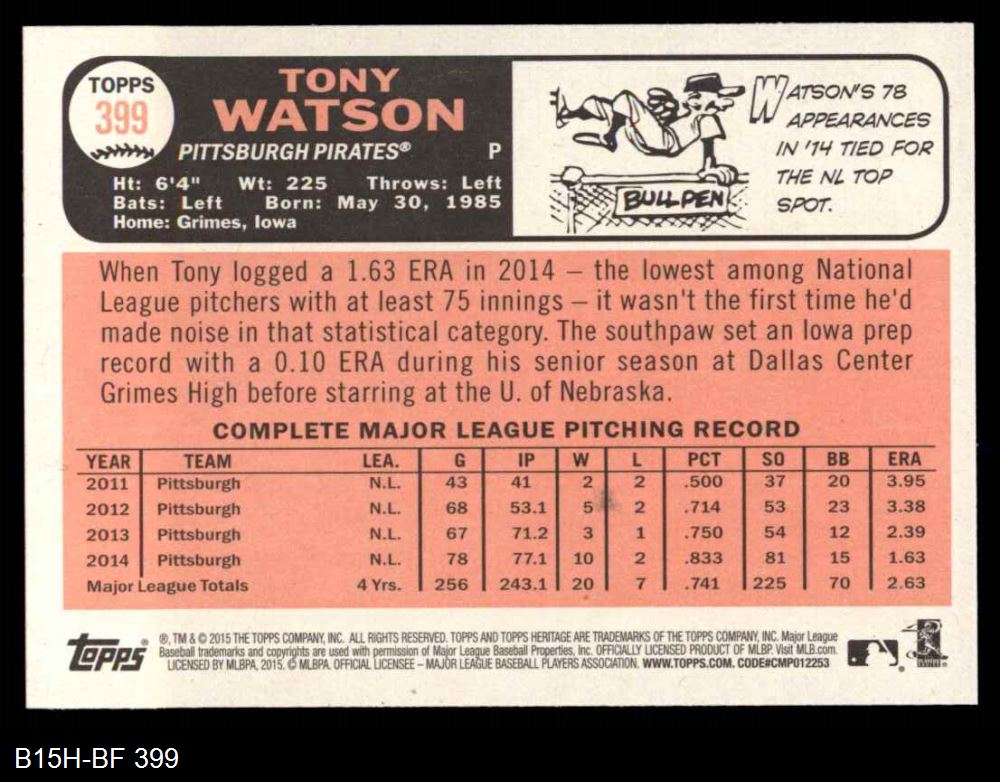 TOPPS
399
TONY
WATSON
PITTSBURGH PIRATES® P
Ht: 6'4" Wt: 225 Throws: Left
Bats: Left Born: May 30, 1985
Home: Grimes, Iowa
BULLPEN
WATSON'S 78
APPEARANCES
IN '14 TIED FOR
THE NL TOP
SPOT.
When Tony logged a 1.63 ERA in 2014 – the lowest among National
League pitchers with at least 75 innings – it wasn't the first time he'd
made noise in that statistical category. The southpaw set an Iowa prep
record with a 0.10 ERA during his senior season at Dallas Center
Grimes High before starring at the U. of Nebraska.
COMPLETE MAJOR LEAGUE PITCHING RECORD
YEAR TEAM LEA. G IP W L PCT SO BB ERA
2011 Pittsburgh N.L. 43 41 2 2 .500 37 20 3.95
2012 Pittsburgh N.L. 68 53.1 5 2 .714 53 23 3.38
2013 Pittsburgh N.L. 67 71.2 3 1 .750 54 12 2.39
2014 Pittsburgh N.L. 78 77.1 10 2 .833 81 15 1.63
Major League Totals 4 Yrs. 256 243.1 20 7 .741 225 70 2.63
Topps®
®, TM & © 2015 THE TOPPS COMPANY, INC. ALL RIGHTS RESERVED. TOPPS AND TOPPS HERITAGE ARE TRADEMARKS OF THE TOPPS COMPANY, INC. Major League
Baseball trademarks and copyrights are used with permission of Major League Baseball Properties, Inc. OFFICIALLY LICENSED PRODUCT OF MLBP. Visit MLB.com.
LICENSED BY MLBPA, 2015. © MLBPA. OFFICIAL LICENSEE – MAJOR LEAGUE BASEBALL PLAYERS ASSOCIATION. WWW.TOPPS.COM. CODE#CMP012253
B15H-BF 399